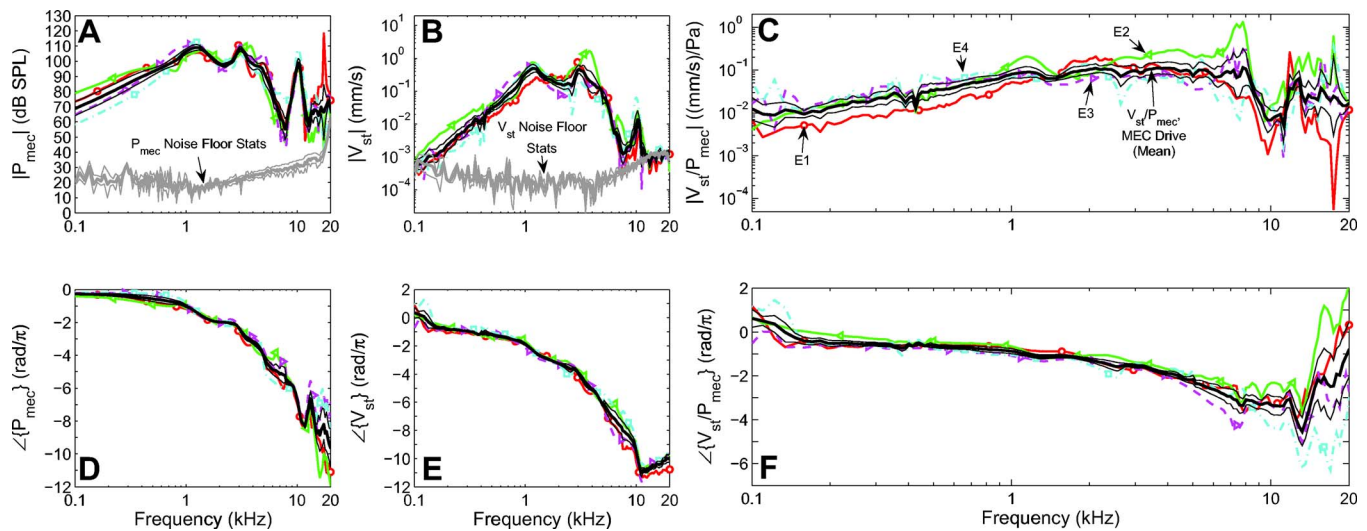 A
|P_mec| (dB SPL)
130
120
110
100
90
80
70
60
50
40
30
20
10
0
P_mec Noise Floor Stats
0.1
1
10
20
B
|V_st| (mm/s)
10^1
10^0
10^-1
10^-2
10^-3
10^-4
V_st Noise Floor
Stats
0.1
1
10
20
C
|V_st/P_mec| ((mm/s)/Pa)
10^0
10^-1
10^-2
10^-3
10^-4
E1
E4
E2
E3
V_st/P_mec,
MEC Drive
(Mean)
0.1
1
10
20
D
∠{P_mec} (rad/π)
0
−2
−4
−6
−8
−10
−12
0.1
1
10
20
Frequency (kHz)
E
∠{V_st} (rad/π)
2
0
−2
−4
−6
−8
−10
−12
0.1
1
10
20
Frequency (kHz)
F
∠{V_st/P_mec} (rad/π)
2
0
−2
−4
−6
0.1
1
10
20
Frequency (kHz)